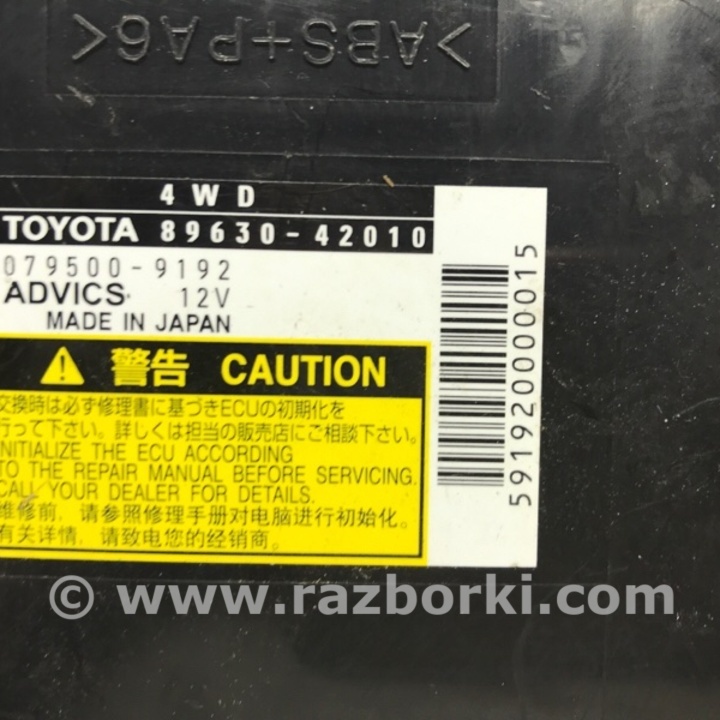 >ABS+PA6<
4WD
TOYOTA 89630-42010
079500-9192
ADVICS 12V
MADE IN JAPAN
警告 CAUTION
交換時は必ず修理書に基づきECUの初期化を
行って下さい。詳しくは担当の販売店にご相談下さい。
INITIALIZE THE ECU ACCORDING
TO THE REPAIR MANUAL BEFORE SERVICING.
CALL YOUR DEALER FOR DETAILS.
维修前，请参照修理手册对电脑进行初始化。
有关详情，请致电您的经销商。
591920000015
© www.razborki.com